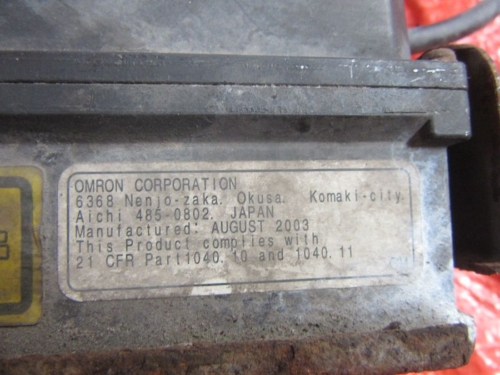 OMRON CORPORATION
6368 Nenjo-zaka, Okusa, Komaki-city,
Aichi 485-0802, JAPAN
Manufactured: AUGUST 2003
This Product complies with
21 CFR Part1040.10 and 1040.11